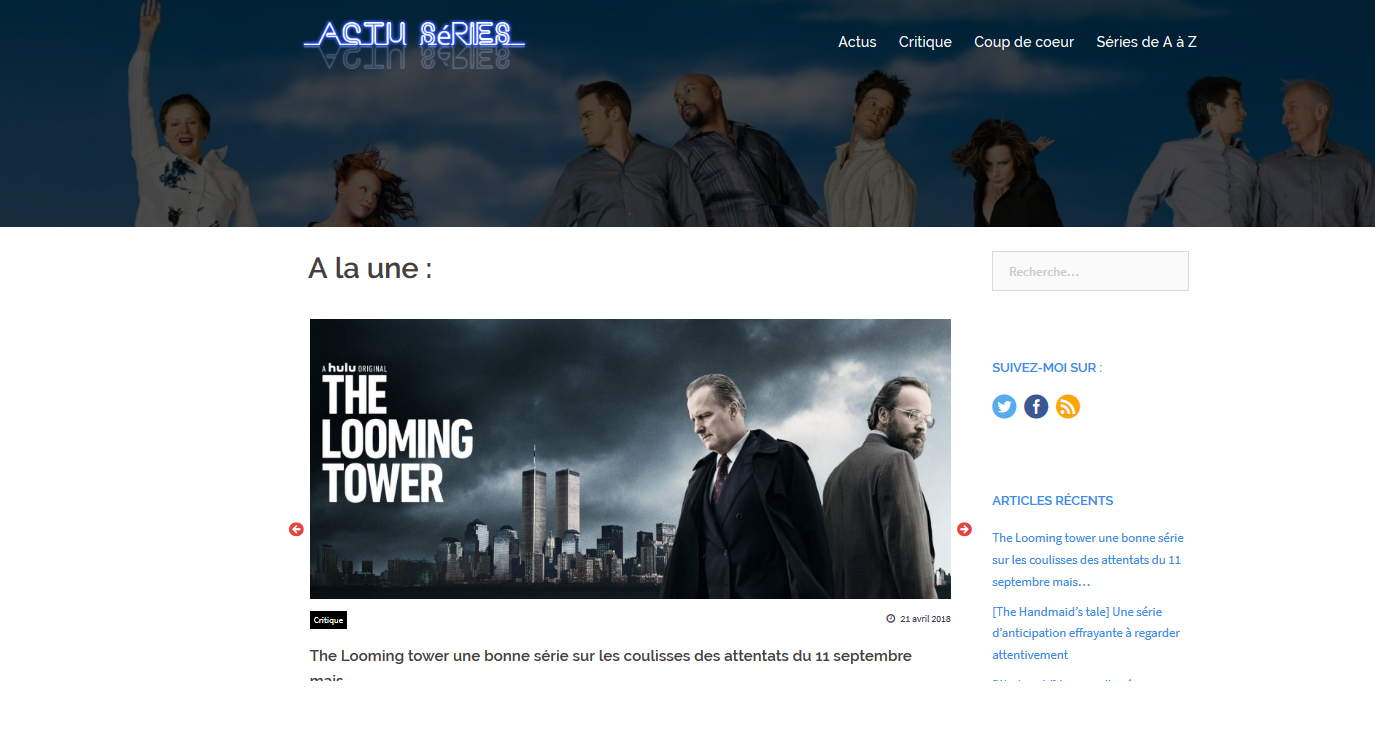 ACTU SéRIES
Actus Critique Coup de coeur Séries de A à Z
A la une :
Recherche…
A hulu ORIGINAL
THE
LOOMING
TOWER
Critique
21 avril 2018
The Looming tower une bonne série sur les coulisses des attentats du 11 septembre
mais
SUIVEZ-MOI SUR :
ARTICLES RÉCENTS
The Looming tower une bonne série
sur les coulisses des attentats du 11
septembre mais…
[The Handmaid’s tale] Une série
d’anticipation effrayante à regarder
attentivement